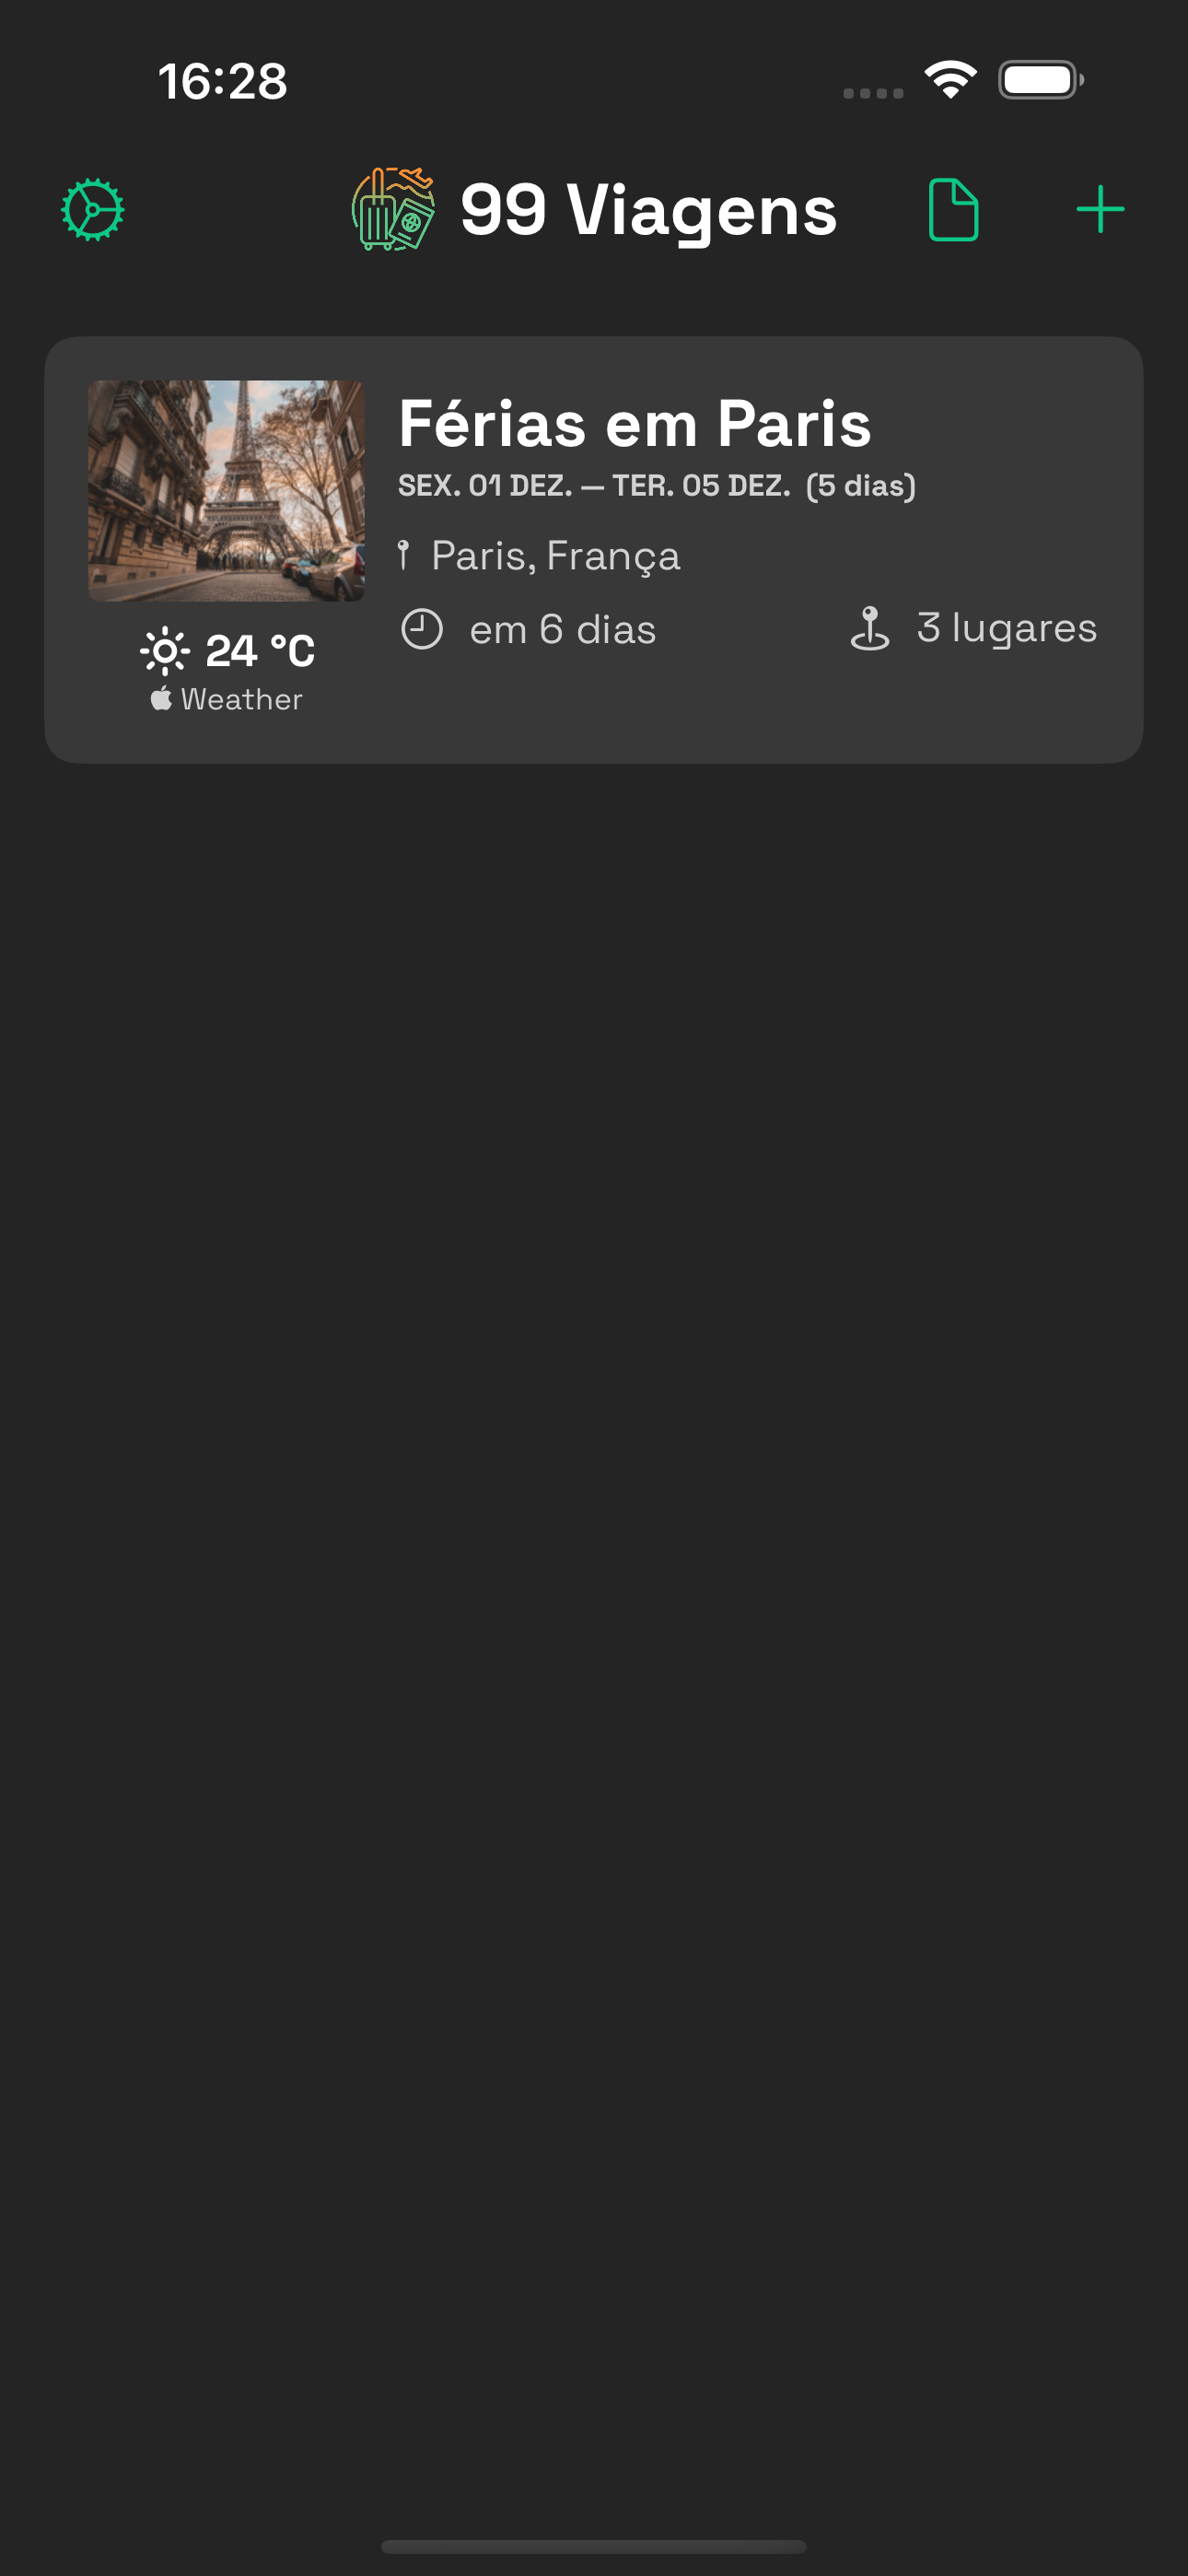 16:28
99 Viagens
Férias em Paris
SEX. 01 DEZ. — TER. 05 DEZ. (5 dias)
Paris, França
em 6 dias
3 lugares
24 °C
Weather